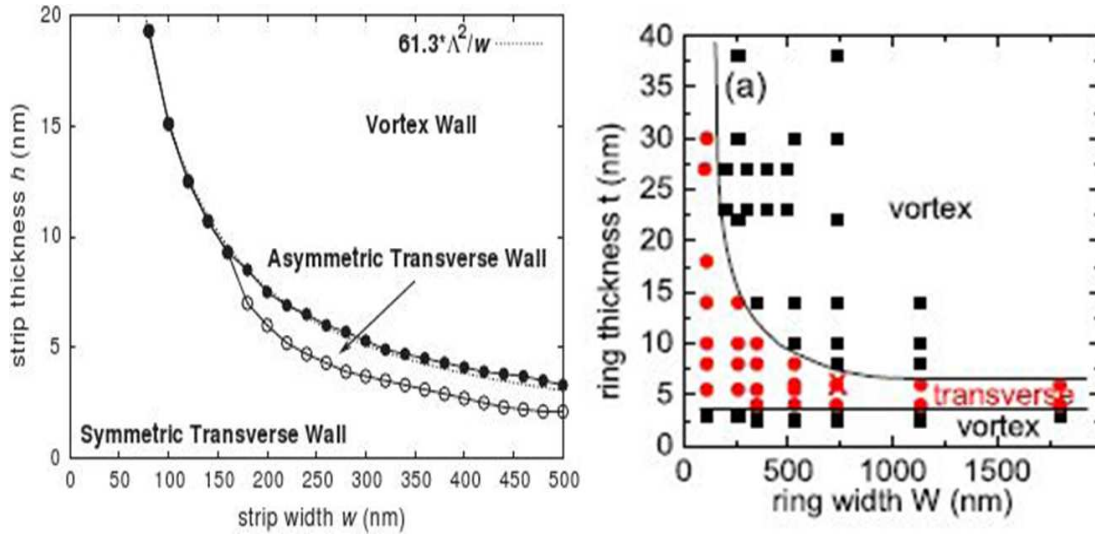 20
15
10
5
0
strip thickness h (nm)
61.3*Λ²/w
Vortex Wall
Asymmetric Transverse Wall
Symmetric Transverse Wall
0 50 100 150 200 250 300 350 400 450 500
strip width w (nm)
40
35
30
25
20
15
10
5
0
ring thickness t (nm)
(a)
vortex
transverse
vortex
0 500 1000 1500
ring width W (nm)